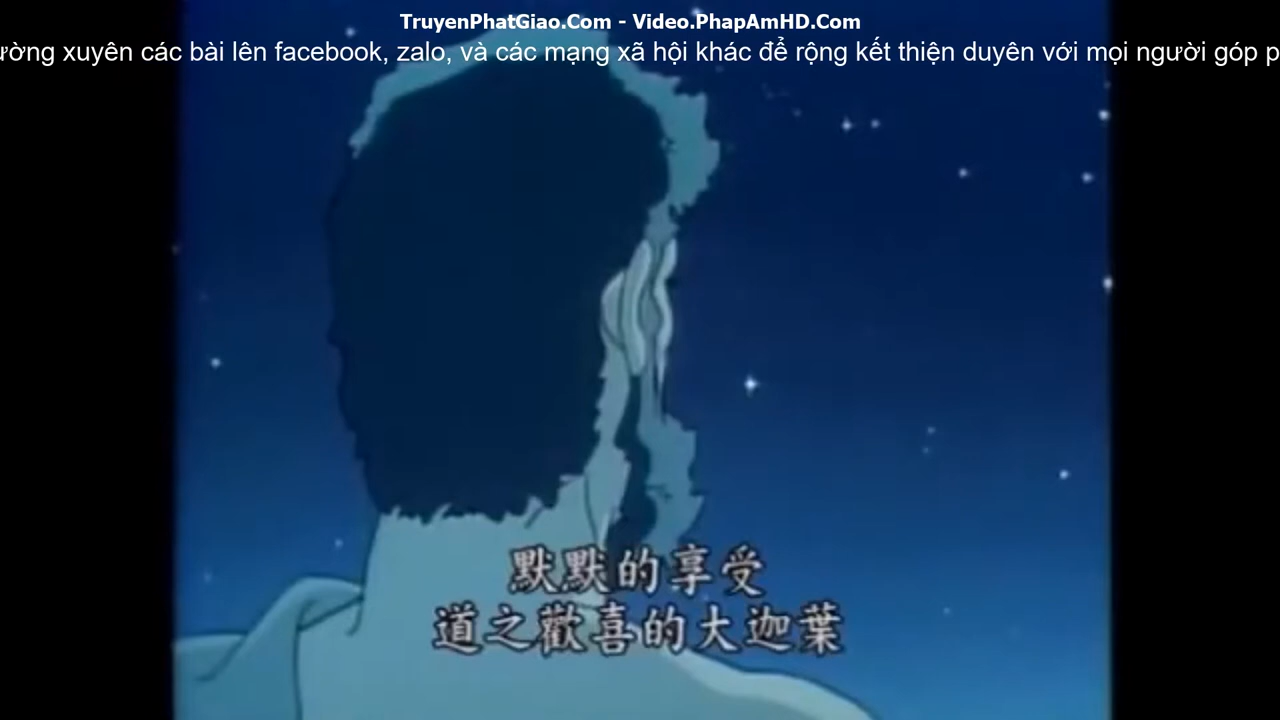 TruyenPhatGiao.Com - Video.PhapAmHD.Com
ường xuyên các bài lên facebook, zalo, và các mạng xã hội khác để rộng kết thiện duyên với mọi người góp p
默默的享受
道之歡喜的大迦葉